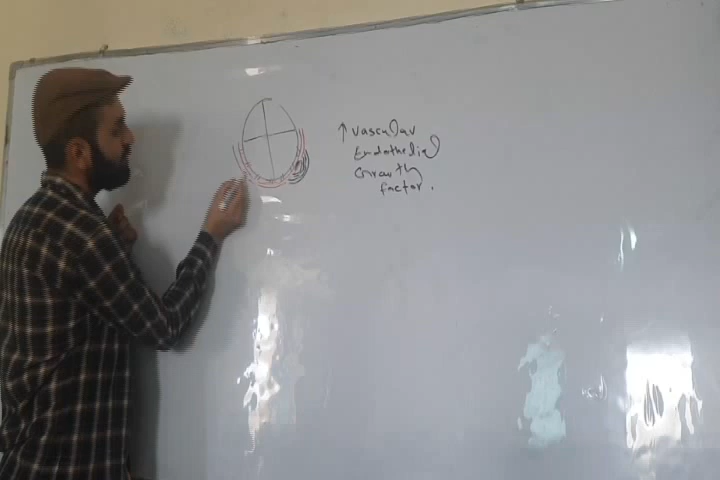 ↑ Vascular
Endothelial
Growth
factor.